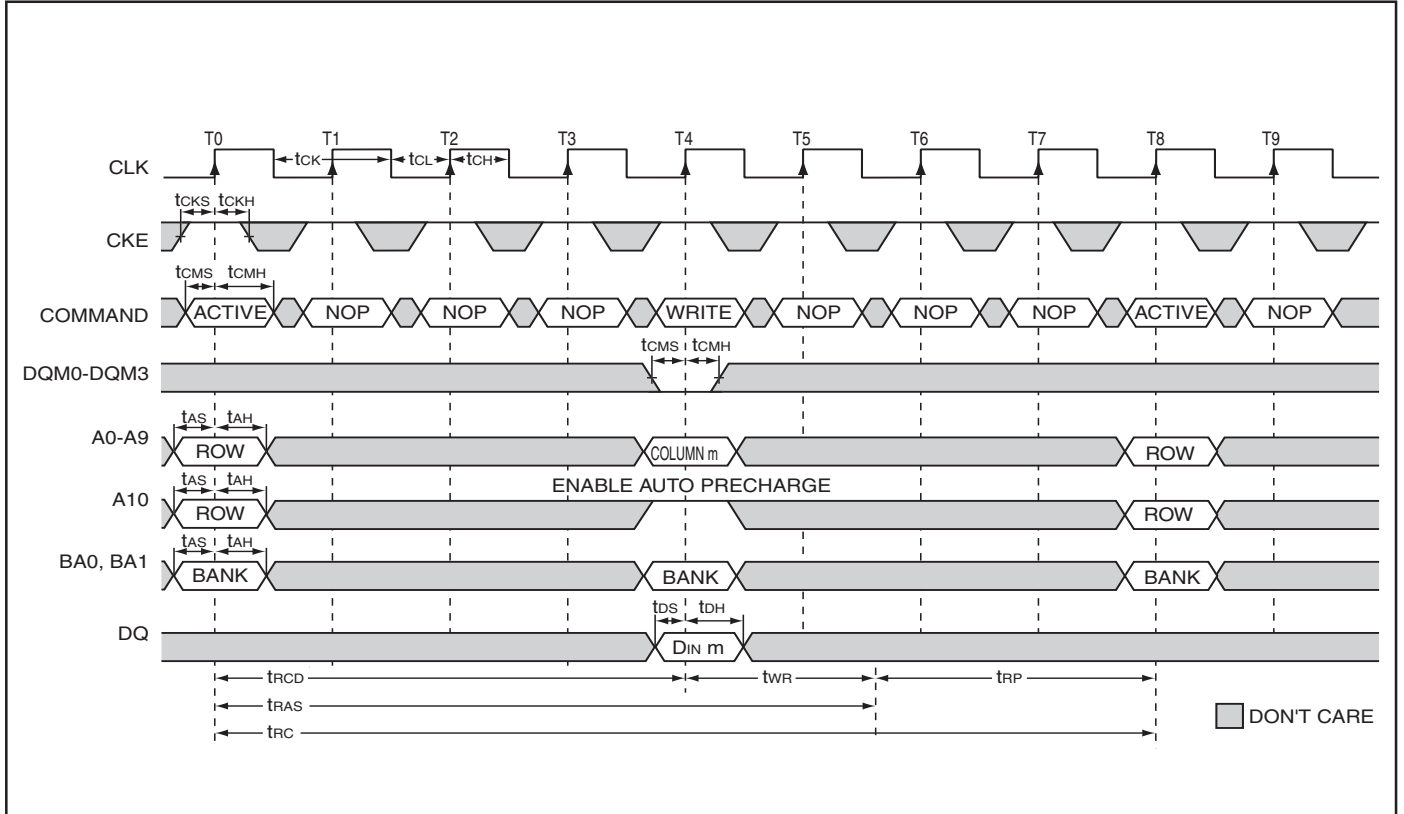 T0 T1 T2 T3 T4 T5 T6 T7 T8 T9
CLK tCK tCL tCH
tCKS tCKH
CKE
tCMS tCMH
COMMAND ACTIVE NOP NOP NOP WRITE NOP NOP NOP ACTIVE NOP
tCMS tCMH
DQM0-DQM3
tAS tAH
A0-A9 ROW COLUMN m ROW
tAS tAH ENABLE AUTO PRECHARGE
A10 ROW ROW
tAS tAH
BA0, BA1 BANK BANK BANK
tDS tDH
DQ DIN m
tRCD tWR tRP
tRAS
tRC
DON'T CARE